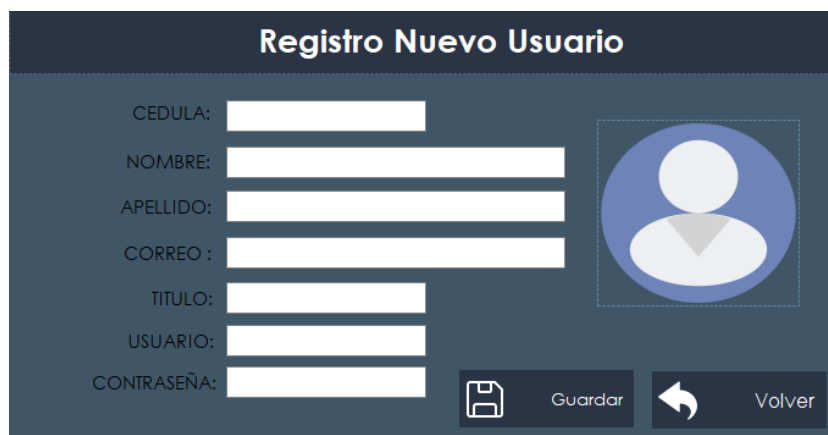 Registro Nuevo Usuario
CEDULA:
NOMBRE:
APELLIDO:
CORREO :
TITULO:
USUARIO:
CONTRASEÑA:
Guardar
Volver